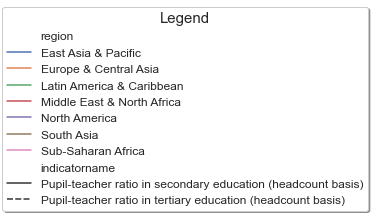 Legend
region
East Asia & Pacific
Europe & Central Asia
Latin America & Caribbean
Middle East & North Africa
North America
South Asia
Sub-Saharan Africa
indicatorname
Pupil-teacher ratio in secondary education (headcount basis)
Pupil-teacher ratio in tertiary education (headcount basis)